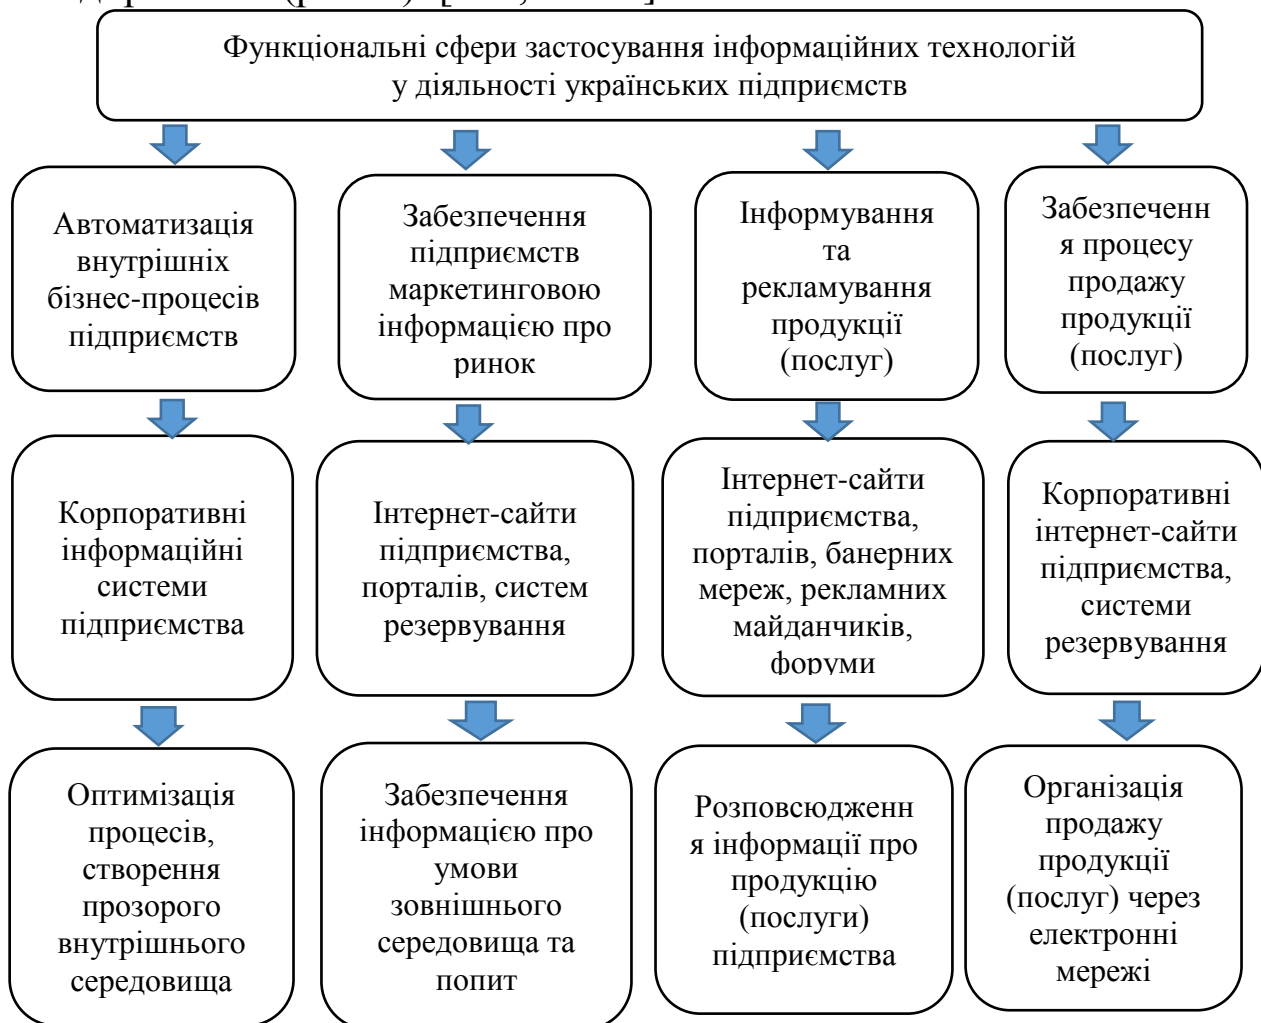 Функціональні сфери застосування інформаційних технологій
у діяльності українських підприємств
Автоматизація
внутрішніх
бізнес-процесів
підприємств
Забезпечення
підприємств
маркетинговою
інформацією про
ринок
Інформування
та
рекламування
продукції
(послуг)
Забезпеченн
я процесу
продажу
продукції
(послуг)
Корпоративні
інформаційні
системи
підприємства
Інтернет-сайти
підприємства,
порталів, систем
резервування
Інтернет-сайти
підприємства,
порталів, банерних
мереж, рекламних
майданчиків,
форуми
Корпоративні
інтернет-сайти
підприємства,
системи
резервування
Оптимізація
процесів,
створення
прозорого
внутрішнього
середовища
Забезпечення
інформацією про
умови
зовнішнього
середовища та
попит
Розповсюдженн
я інформації про
продукцію
(послуги)
підприємства
Організація
продажу
продукції
(послуг) через
електронні
мережі